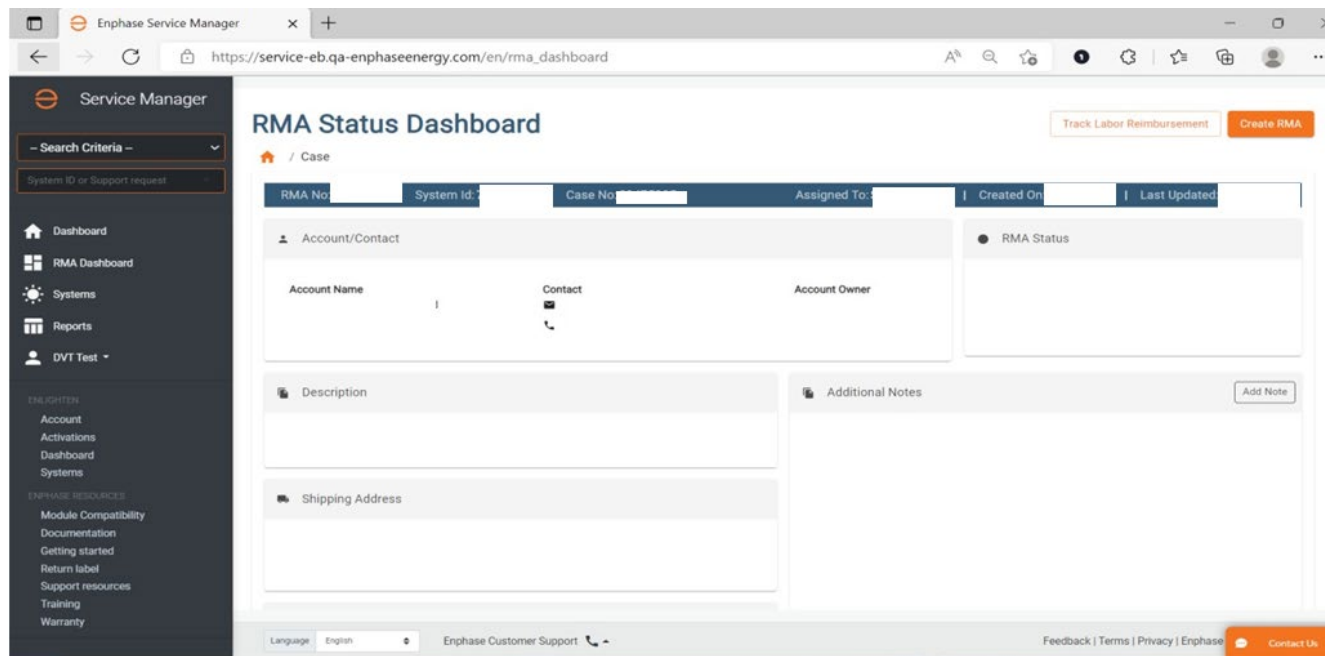 Enphase Service Manager
https://service-eb.qa-enphaseenergy.com/en/rma_dashboard
Service Manager
-- Search Criteria --
System ID or Support request
Dashboard
RMA Dashboard
Systems
Reports
DVT Test
ENLIGHTEN
Account
Activations
Dashboard
Systems
ENPHASE RESOURCES
Module Compatibility
Documentation
Getting started
Return label
Support resources
Training
Warranty
RMA Status Dashboard
Track Labor Reimbursement
Create RMA
/ Case
RMA No: System Id: Case No: Assigned To: | Created On | Last Updated:
Account/Contact
Account Name Contact Account Owner
RMA Status
Description
Additional Notes
Add Note
Shipping Address
Language English Enphase Customer Support
Feedback | Terms | Privacy | Enphase
Contact Us